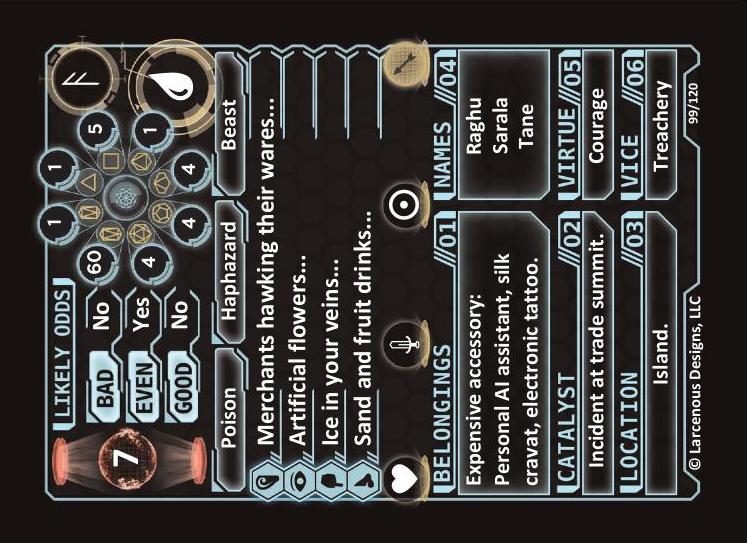 LIKELY ODDS
BAD No
EVEN Yes
GOOD No
7
1
1
5
1
4
4
4
60
Poison Haphazard Beast
Merchants hawking their wares...
Artificial flowers...
Ice in your veins...
Sand and fruit drinks...
BELONGINGS //01
Expensive accessory:
Personal AI assistant, silk
cravat, electronic tattoo.
CATALYST //02
Incident at trade summit.
LOCATION //03
Island.
NAMES //04
Raghu
Sarala
Tane
VIRTUE //05
Courage
VICE //06
Treachery
© Larcenous Designs, LLC
99/120